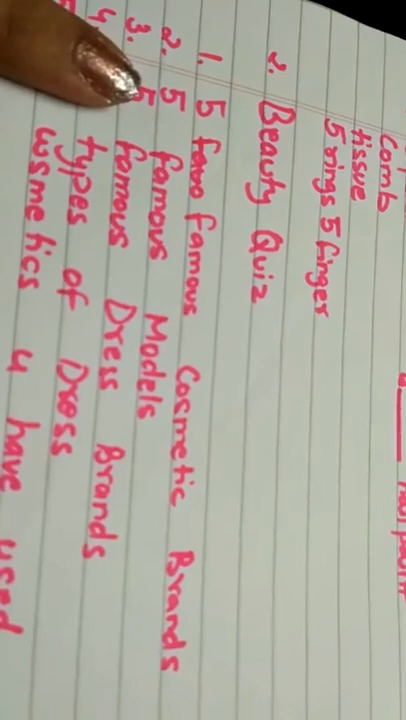 Comb
tissue
5 rings 5 finger
2. Beauty Quiz
1. 5 famo famous Cosmetic Brands
2. 5 famous Models
3. 5 famous Dress Brands
4 types of Dress
cosmetics u have used